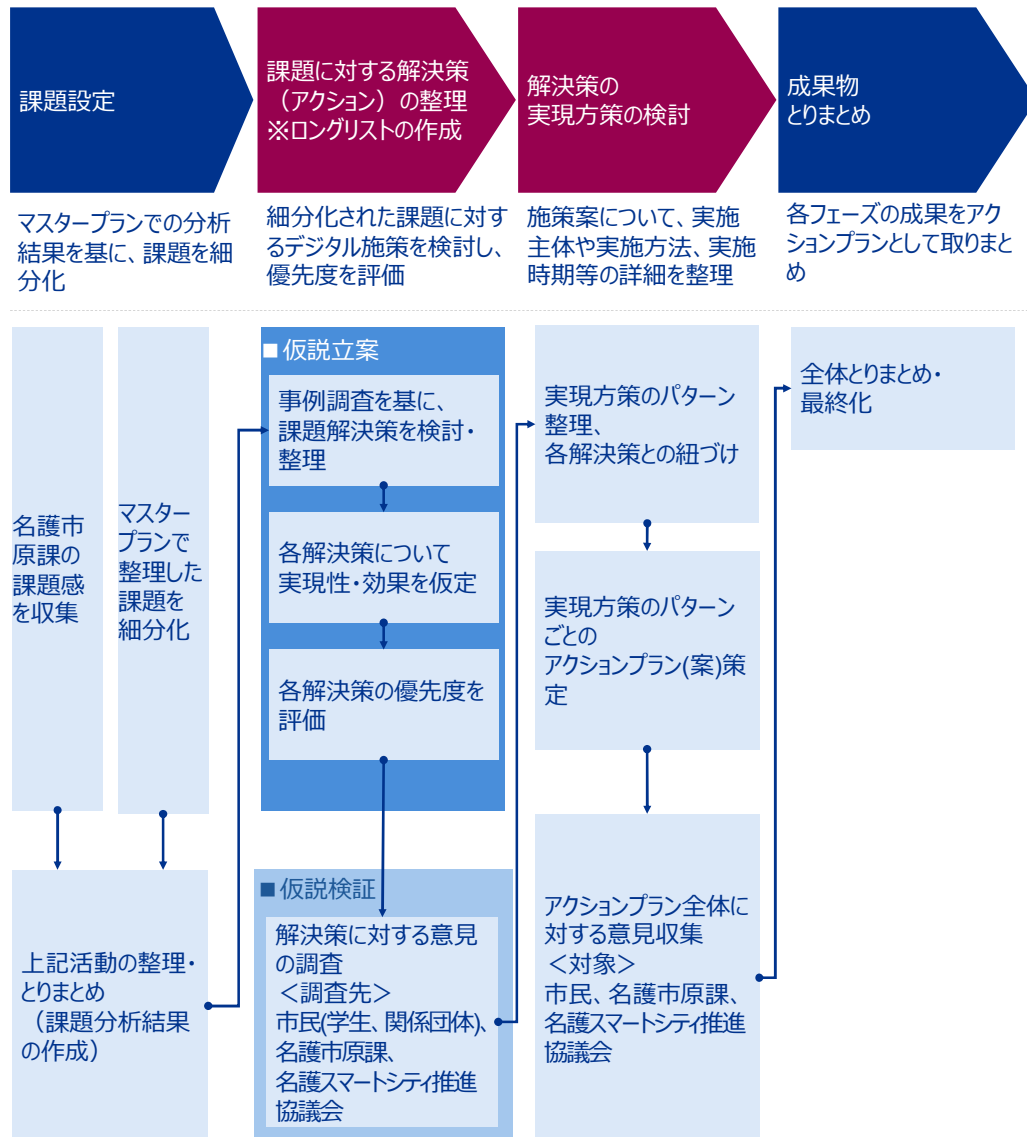 課題設定
課題に対する解決策
(アクション)の整理
※ロングリストの作成
解決策の
実現方策の検討
成果物
とりまとめ
マスタープランでの分析
結果を基に、課題を細
分化
細分化された課題に対す
るデジタル施策を検討し、
優先度を評価
施策案について、実施
主体や実施方法、実施
時期等の詳細を整理
各フェーズの成果をアク
ションプランとして取りまと
め
名護市
原課の
課題感
を収集
マスター
プランで
整理した
課題を
細分化
上記活動の整理・
とりまとめ
(課題分析結果
の作成)
■仮説立案
事例調査を基に、
課題解決策を検討・
整理
各解決策について
実現性・効果を仮定
各解決策の優先度を
評価
■仮説検証
解決策に対する意見
の調査
<調査先>
市民(学生、関係団体)、
名護市原課、
名護スマートシティ推進
協議会
実現方策のパターン
整理、
各解決策との紐づけ
実現方策のパターン
ごとの
アクションプラン(案)策
定
アクションプラン全体に
対する意見収集
<対象>
市民、名護市原課、
名護スマートシティ推進
協議会
全体とりまとめ・
最終化